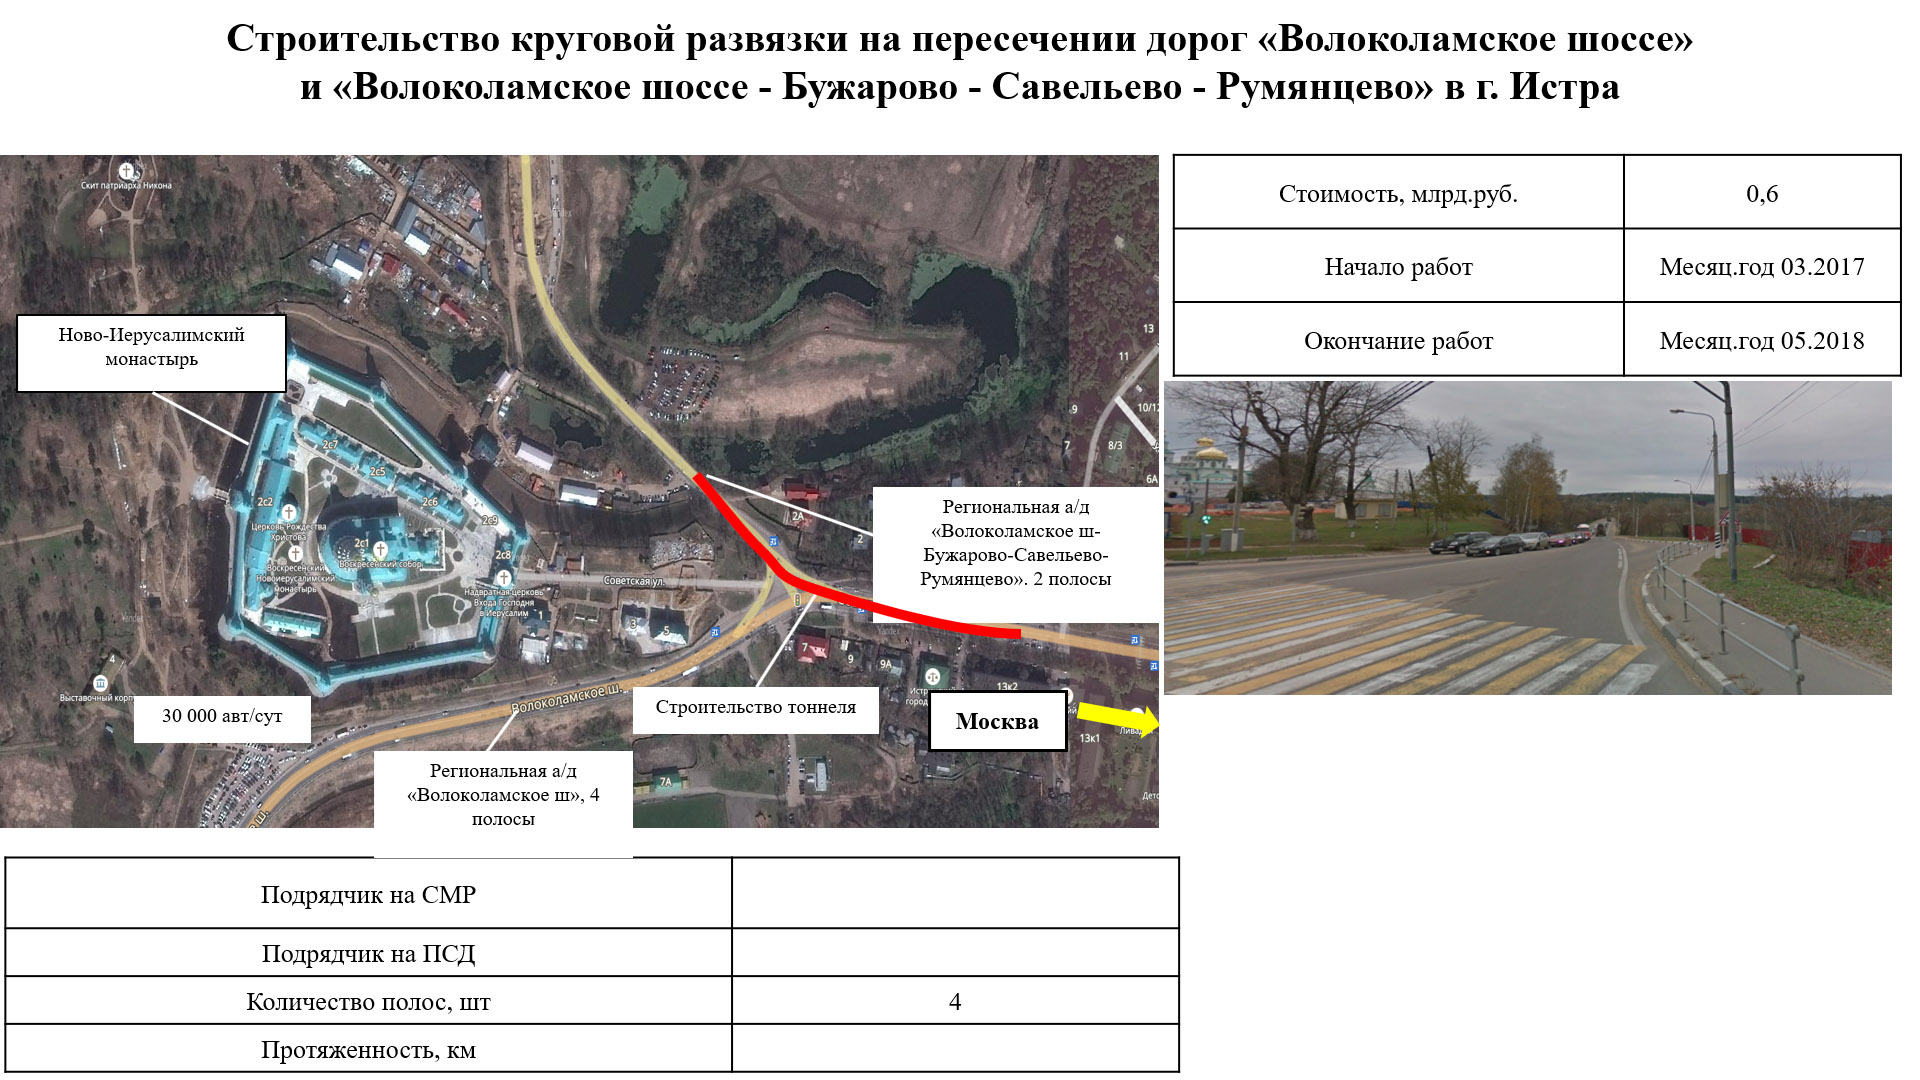 Строительство круговой развязки на пересечении дорог «Волоколамское шоссе»
и «Волоколамское шоссе - Бужарово - Савельево - Румянцево» в г. Истра
Скит патриарха Никона
Ново-Иерусалимский
монастырь
13
11
10/12
9
8/3
7
6А
2с7
2с5
2с6
2с2
2с9
2с1
2с8
Церковь Рождества
Христова
Воскресенский
Новоиерусалимский
монастырь
Воскресенский собор
Надвратная церковь
Входа Господня
в Иерусалим
2А
2
Советская ул.
Региональная а/д
«Волоколамское ш-
Бужарово-Савельево-
Румянцево». 2 полосы
1
3
5
7
9
9А
4
Выставочный корп
30 000 авт/сут
Волоколамское ш.
Строительство тоннеля
13к2
Москва
13к1
7А
Региональная а/д
«Волоколамское ш», 4
полосы
Стоимость, млрд.руб.
0,6
Начало работ
Месяц.год 03.2017
Окончание работ
Месяц.год 05.2018
Подрядчик на СМР
Подрядчик на ПСД
Количество полос, шт
4
Протяженность, км